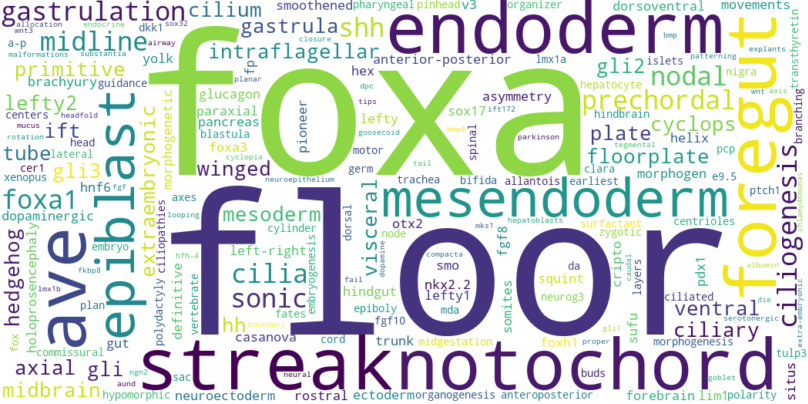 gastrulation cilium smoothened pharyngeal pinhead v3 organizer dorsoventral movements
endocrine sox32
allocation wnt3
malformations substantia
airway
dkk1
midline gastrula shh endoderm
bmp
patterning
explants
transthyretin
a-p pmc
yolk intraflagellar
closure planar
anterior-posterior lmx1a
wnt axis
primitive fp hex dpc gli2 islets nigra
brachyury guidance glucagon tips asymmetry nodal
lefty2 paraxial sox17 prechordal hepatocyte
centers headfold pancreas lefty goosecoid ift172 hindbrain branching
mucus rotation blastula pioneer foxa bmpd parkinson cyclops
ift head foxa3 motor spinal plate helix pcp
tube lateral cyclopia tail floorplate tegmental
gli3 cer1 winged germ bifida clara morphogen e9.5
xenopus neuroepithelium trachea allantois earliest ptch1
hnf6 fgf axes
foxa1 extraembryonic morphogenetic epiblast looping mesendoderm foregut ciliogenesis
dopaminergic mesoderm dorsal otx2 surfactant centrioles
hedgehog holoprosencephaly embryo ciliopathies cylinder visceral node hepatoblasts zygotic chlamydomonas
ave hfh-4 left-right embryogenesis mks1 fgf8 cripto caudal
fkbp8 cilia dopamine smo da layers pdx1 albumin
lmx1b polydactyly definitive vertebrate floor compacta squint ciliated
plan sonic hindgut fail nkx2.2 neurog3 sufu
fox gut hh fates epiboly lefty1 somites ventral die serotonergic extra-embryonic
commissural casanova boundary fgf10 mda foxh1 gli1 ciliary
cord trunk midgestation proper morphogenesis tulp3
axial gli streak notochord
ngn2 sac neural buds goblet
midbrain aund hypomorphic neuroectoderm rostral ectoderm organogenesis anteroposterior forebrain lim1 polarity situs